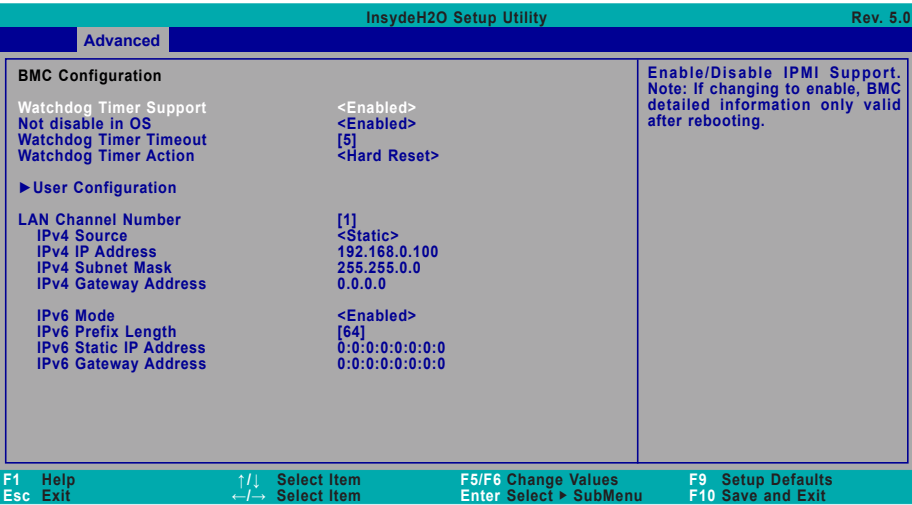 InsydeH2O Setup Utility Rev. 5.0
Advanced
BMC Configuration
Watchdog Timer Support <Enabled>
Not disable in OS <Enabled>
Watchdog Timer Timeout [5]
Watchdog Timer Action <Hard Reset>
►User Configuration
LAN Channel Number [1]
IPv4 Source <Static>
IPv4 IP Address 192.168.0.100
IPv4 Subnet Mask 255.255.0.0
IPv4 Gateway Address 0.0.0.0
IPv6 Mode <Enabled>
IPv6 Prefix Length [64]
IPv6 Static IP Address 0:0:0:0:0:0:0:0
IPv6 Gateway Address 0:0:0:0:0:0:0:0
Enable/Disable IPMI Support.
Note: If changing to enable, BMC
detailed information only valid
after rebooting.
F1 Help ↑/↓ Select Item F5/F6 Change Values F9 Setup Defaults
Esc Exit ←/→ Select Item Enter Select ► SubMenu F10 Save and Exit